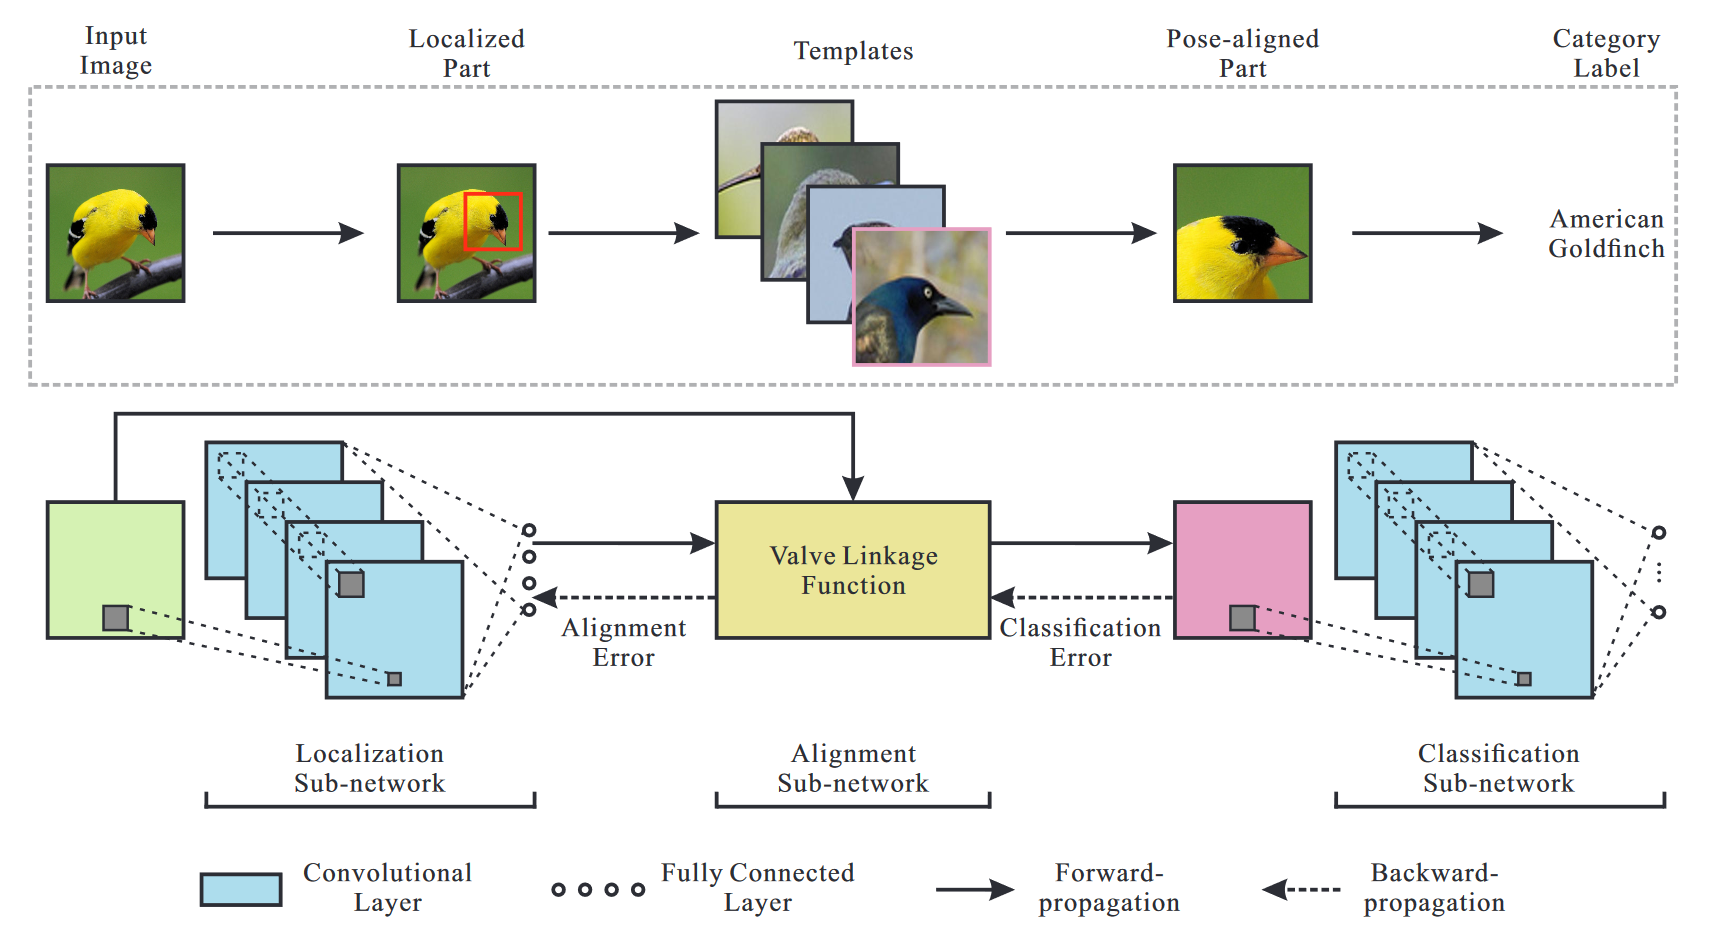 Input
Image
Localized
Part
Templates
Pose-aligned
Part
Category
Label
American
Goldfinch
Valve Linkage
Function
Alignment
Error
Classification
Error
Localization
Sub-network
Alignment
Sub-network
Classification
Sub-network
Convolutional
Layer
Fully Connected
Layer
Forward-
propagation
Backward-
propagation